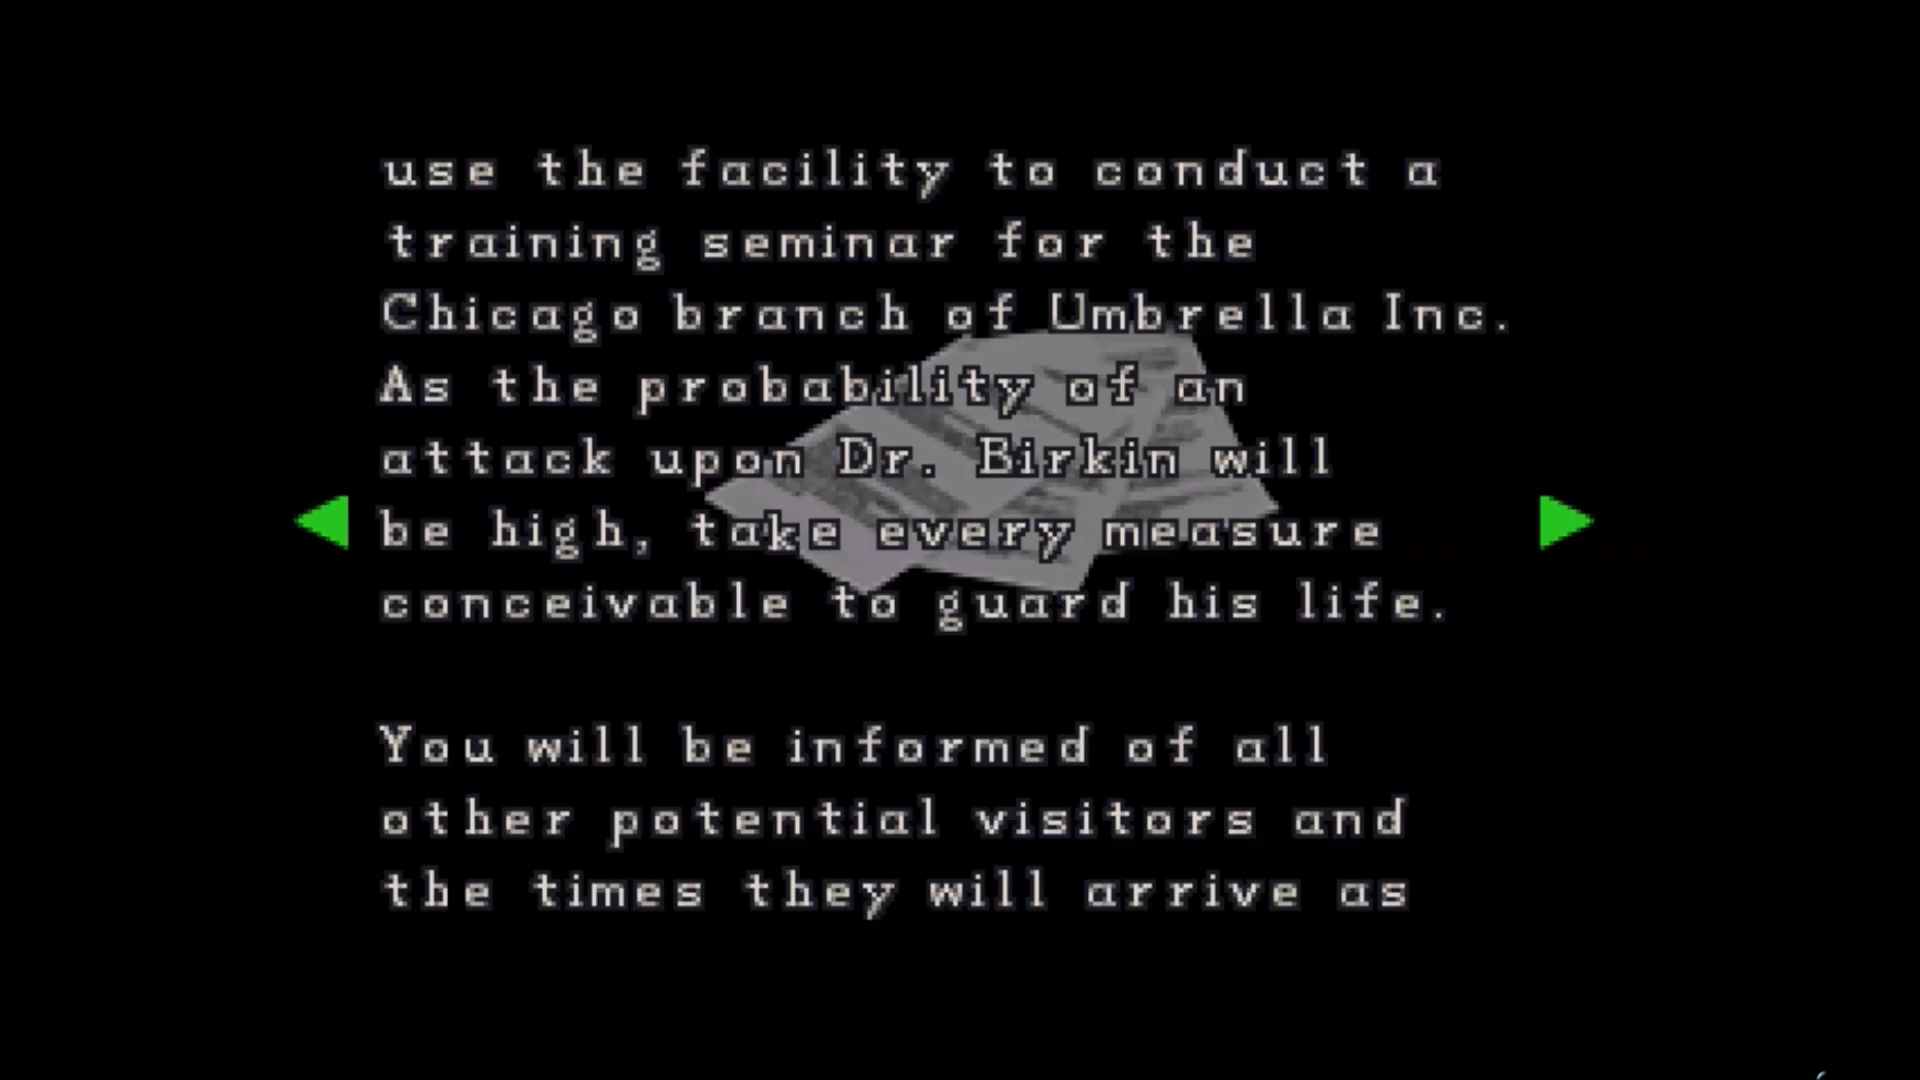 use the facility to conduct a
training seminar for the
Chicago branch of Umbrella Inc.
As the probability of an
attack upon Dr. Birkin will
be high, take every measure
conceivable to guard his life.
You will be informed of all
other potential visitors and
the times they will arrive as